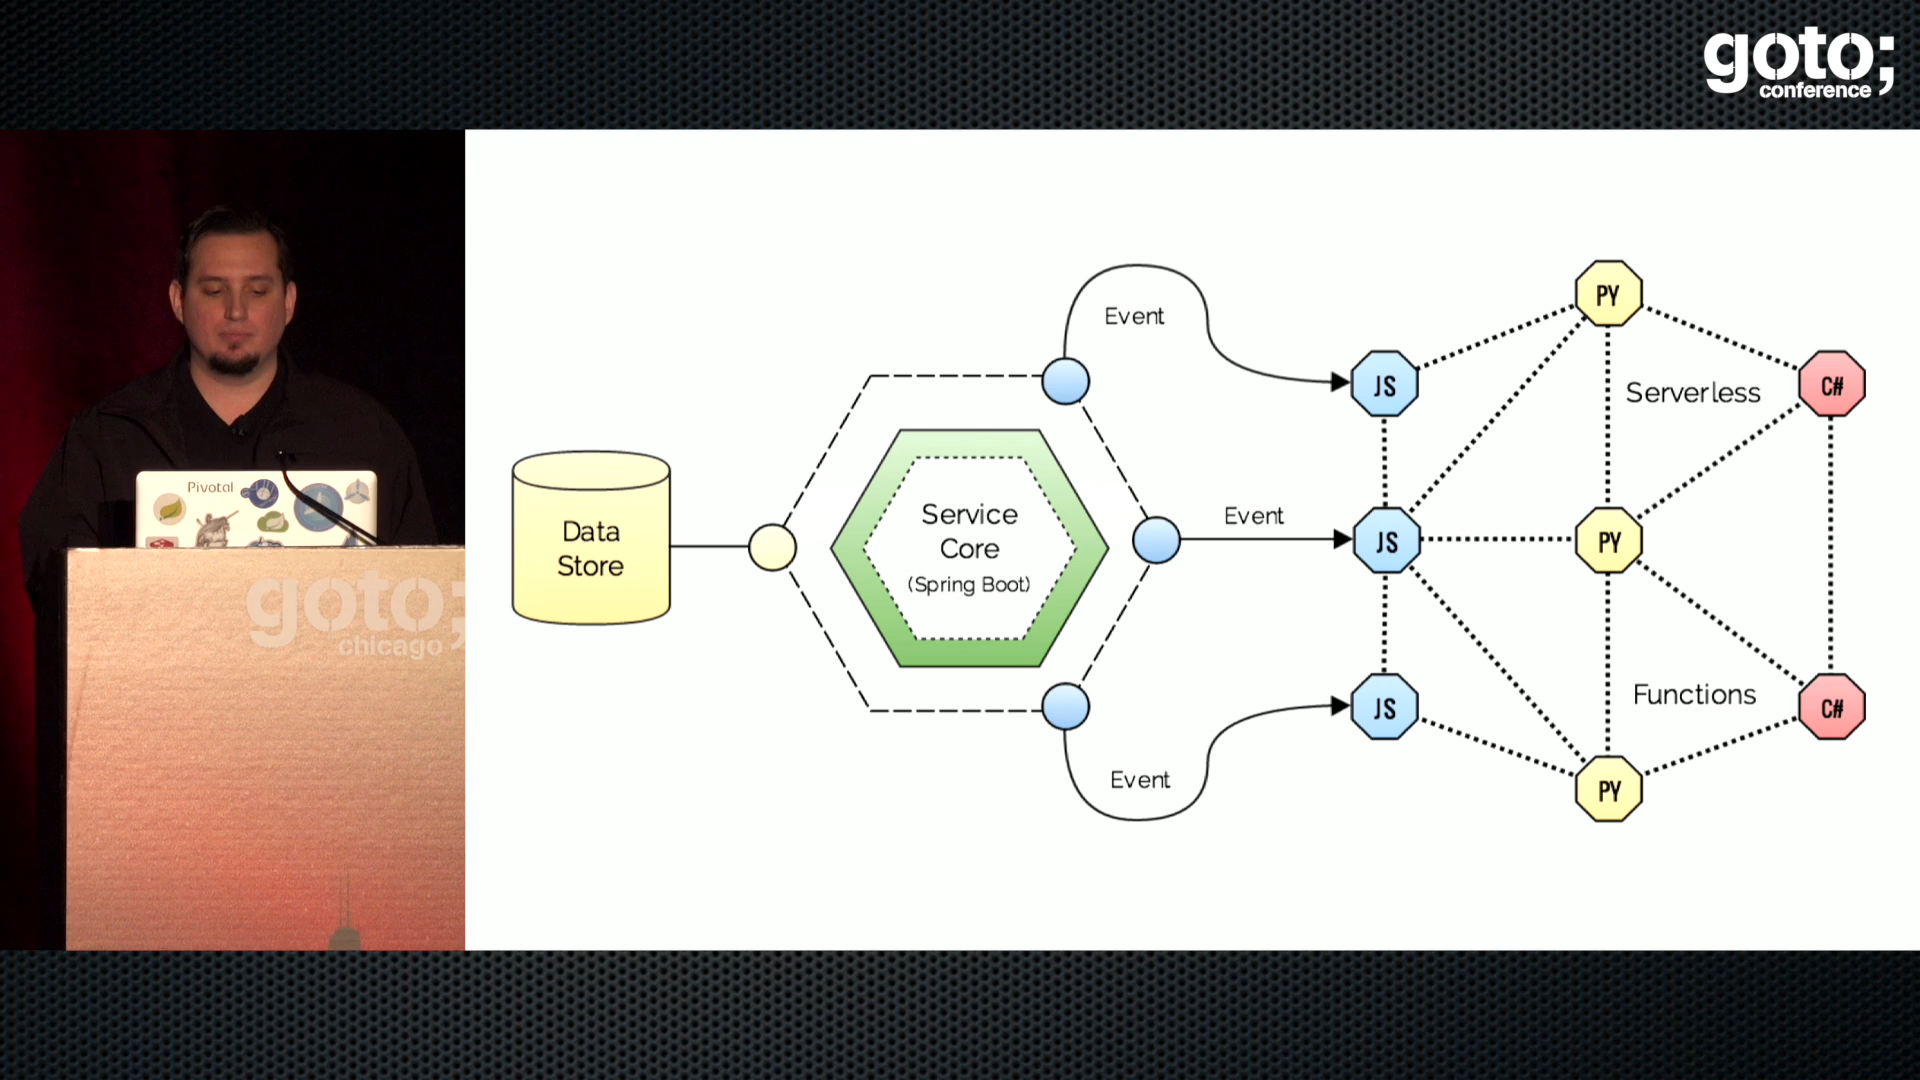 goto;
conference
Pivotal
goto;
chicago
Data
Store
Service
Core
(Spring Boot)
Event
Event
Event
JS
JS
JS
PY
PY
PY
Serverless
Functions
C#
C#